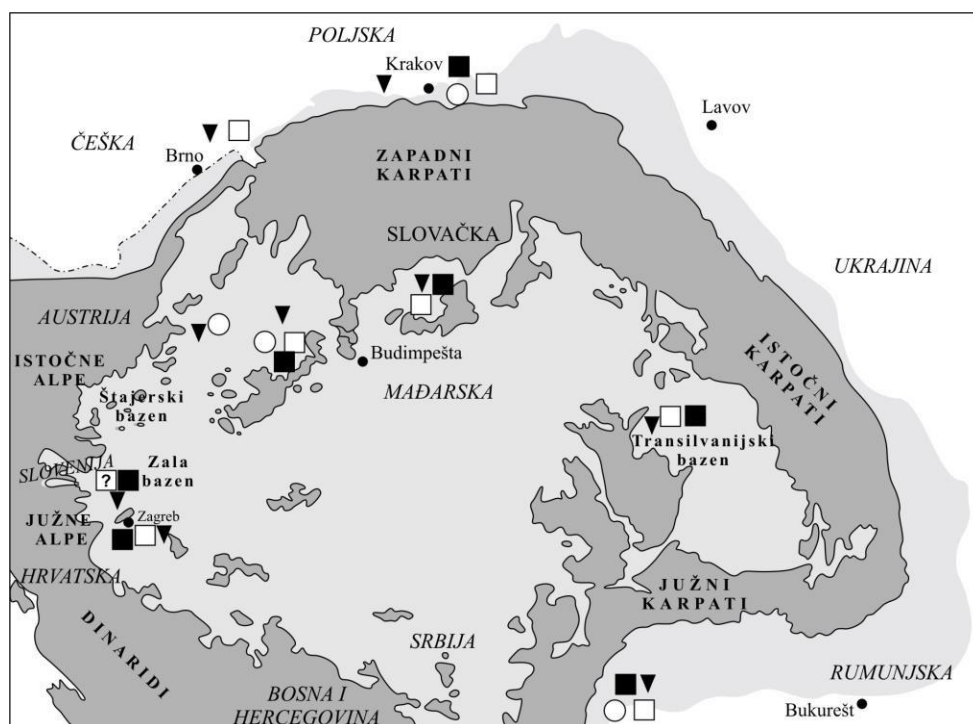 POLJSKA
Krakov
Lavov
ČEŠKA
Brno
ZAPADNI
KARPATI
SLOVAČKA
UKRAJINA
AUSTRIJA
ISTOČNE
ALPE
Budimpešta
MAĐARSKA
ISTOČNI
KARPATI
Štajerski
bazen
Transilvanijski
bazen
SLOVENIJA
Zala
bazen
?
Zagreb
JUŽNE
ALPE
HRVATSKA
JUŽNI
KARPATI
DINARIDI
SRBIJA
BOSNA I
HERCEGOVINA
RUMUNJSKA
Bukurešt